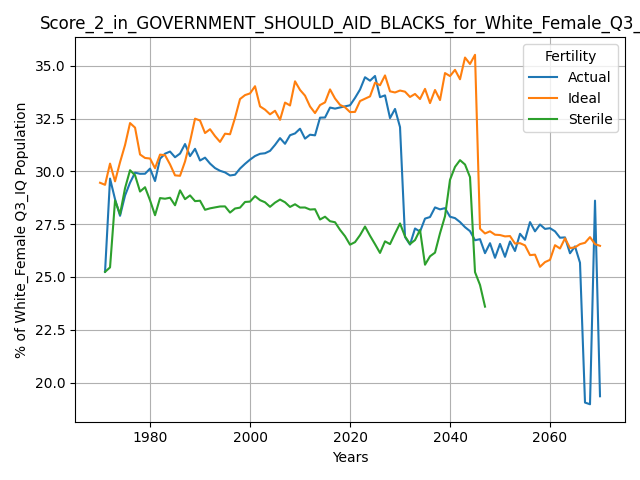 Score_2_in_GOVERNMENT_SHOULD_AID_BLACKS_for_White_Female_Q3_
% of White_Female Q3_IQ Population
35.0
32.5
30.0
27.5
25.0
22.5
20.0
Fertility
Actual
Ideal
Sterile
1980
2000
2020
2040
2060
Years